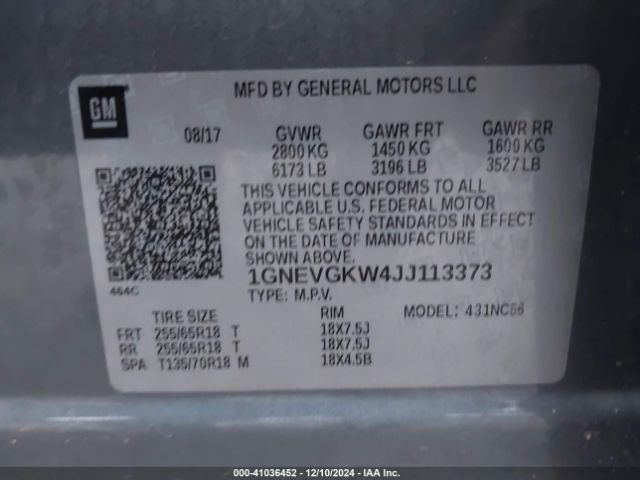 GM
MFD BY GENERAL MOTORS LLC
08/17 GVWR GAWR FRT GAWR RR
2800 KG 1450 KG 1600 KG
6173 LB 3196 LB 3527 LB
THIS VEHICLE CONFORMS TO ALL
APPLICABLE U.S. FEDERAL MOTOR
VEHICLE SAFETY STANDARDS IN EFFECT
ON THE DATE OF MANUFACTURE
SHOWN ABOVE.
464C
1GNEVGKW4JJ113373
TYPE: M.P.V.
TIRE SIZE RIM MODEL: 431NC56
FRT 255/65R18 T 18X7.5J
RR 255/65R18 T 18X7.5J
SPA T135/70R18 M 18X4.5B
000-41036452 - 12/10/2024 - IAA Inc.